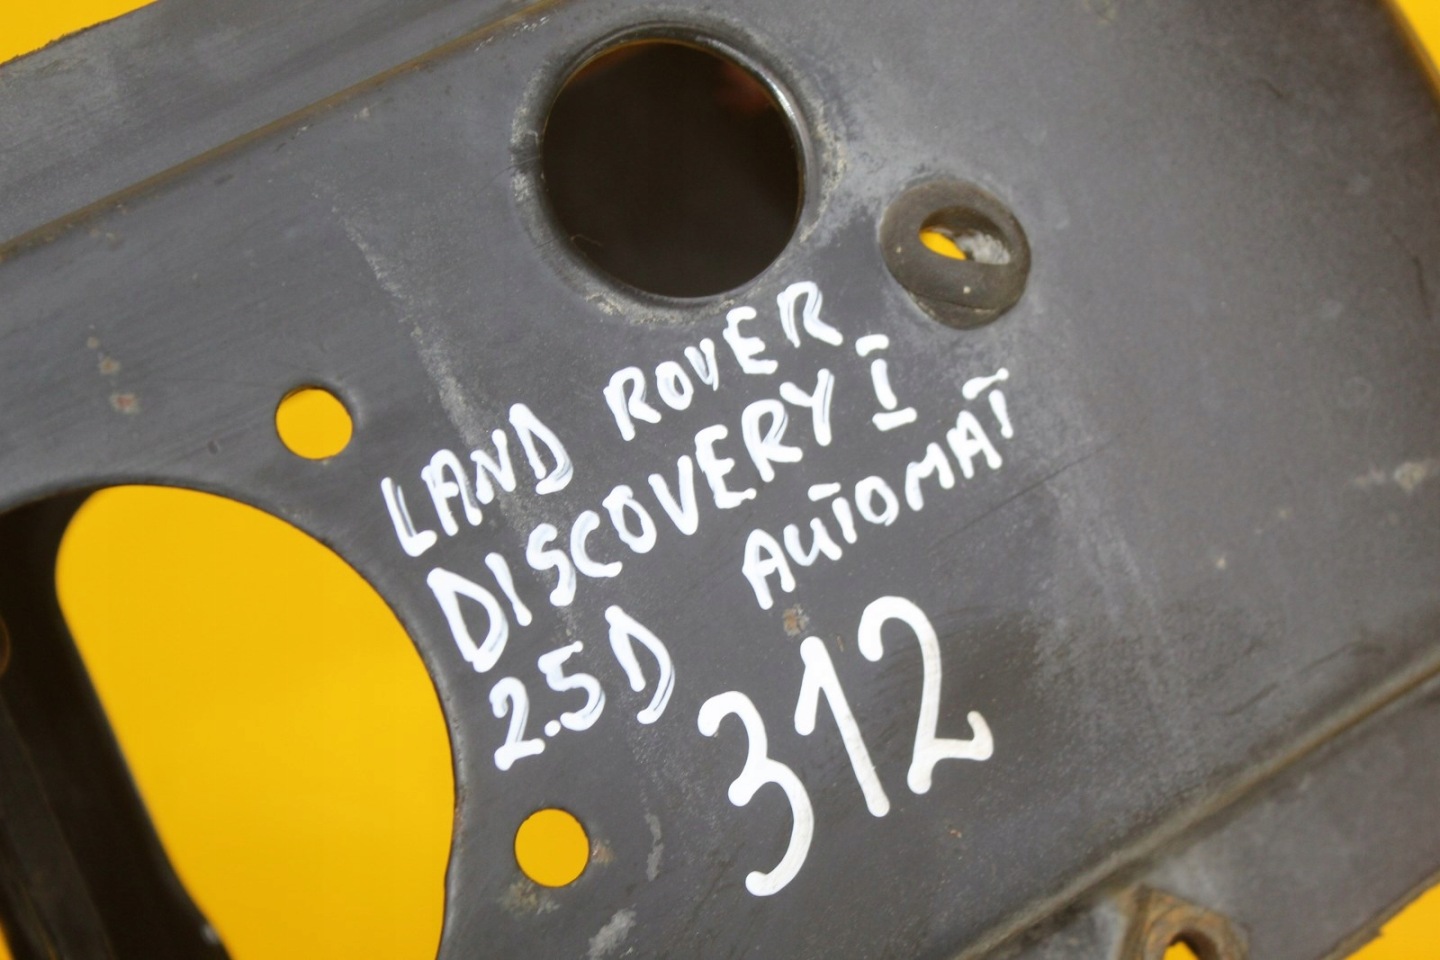 LAND ROVER
DISCOVERY I
2.5D AUTOMAT
312